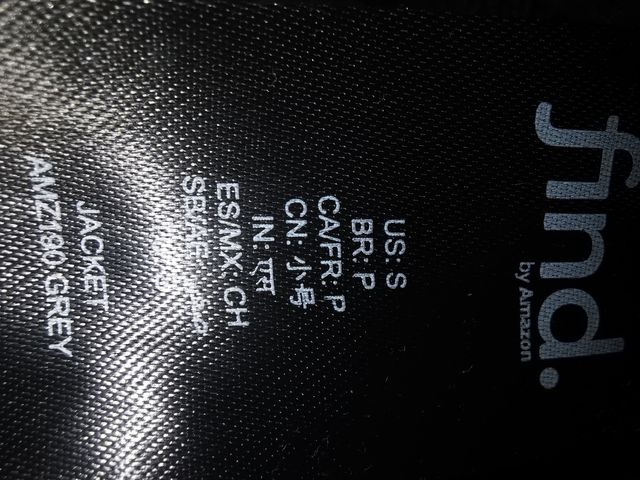 find.
by Amazon
US: S
BR: P
CA/FR: P
CN: 小号
IN:
ES/MX: CH
JACKET
AMZ180 GREY